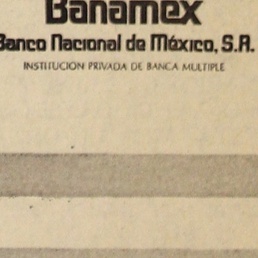 Banamex
Banco Nacional de México, S.A.
INSTITUCION PRIVADA DE BANCA MULTIPLE